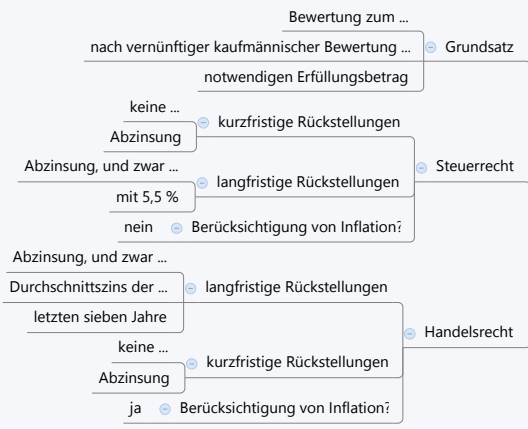 Bewertung zum ...
nach vernünftiger kaufmännischer Bewertung ...
Grundsatz
notwendigen Erfüllungsbetrag
keine ...
kurzfristige Rückstellungen
Abzinsung
Abzinsung, und zwar ...
langfristige Rückstellungen
Steuerrecht
mit 5,5 %
nein
Berücksichtigung von Inflation?
Abzinsung, und zwar ...
Durchschnittszins der ...
langfristige Rückstellungen
letzten sieben Jahre
Handelsrecht
keine ...
kurzfristige Rückstellungen
Abzinsung
ja
Berücksichtigung von Inflation?